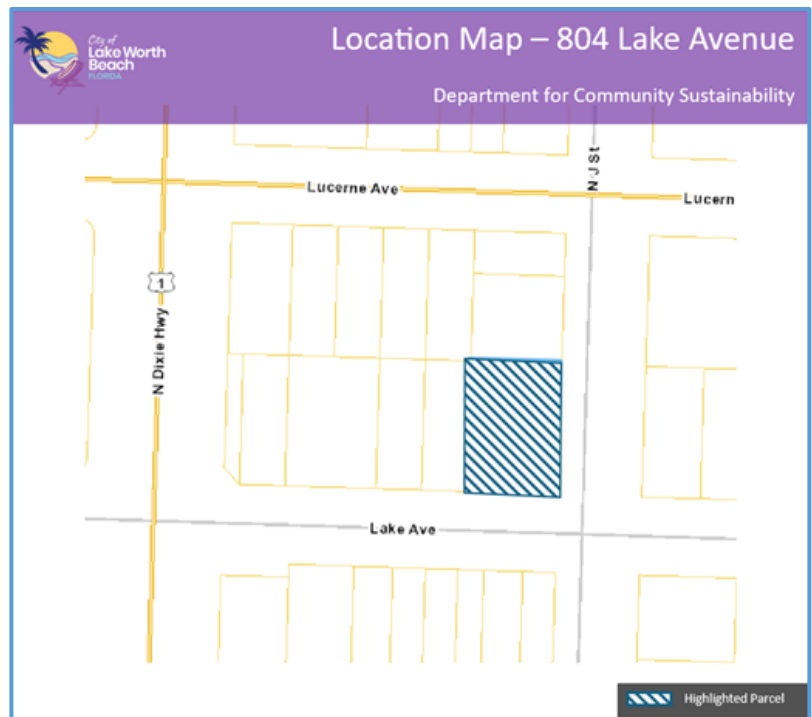 City of
Lake Worth
Beach
FLORIDA
Location Map – 804 Lake Avenue
Department for Community Sustainability
N J St
Lucerne Ave
Lucern
1
N Dixie Hwy
Lake Ave
Highlighted Parcel